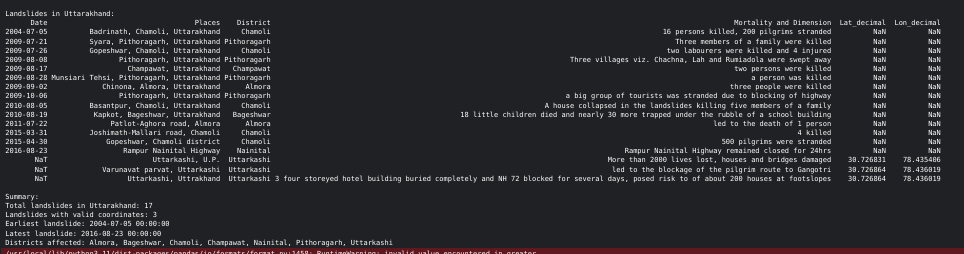 Landslides in Uttarakhand:
Date Places District Mortality and Dimension Lat_decimal Lon_decimal
2004-07-05 Badrinath, Chamoli, Uttarakhand Chamoli 16 persons killed, 200 pilgrims stranded NaN NaN
2009-07-21 Syara, Pithoragarh, Uttarakhand Pithoragarh Three members of a family were killed NaN NaN
2009-07-26 Gopeshwar, Chamoli, Uttarakhand Chamoli two labourers were killed and 4 injured NaN NaN
2009-08-08 Pithoragarh, Uttarakhand Pithoragarh Three villages viz. Chachna, Lah and Rumiadola were swept away NaN NaN
2009-08-17 Champawat, Uttarakhand Champawat two persons were killed NaN NaN
2009-08-28 Munsiari Tehsi, Pithoragarh, Uttarakhand Pithoragarh a person was killed NaN NaN
2009-09-02 Chinona, Almora, Uttarakhand Almora three people were killed NaN NaN
2009-10-06 Pithoragarh, Uttarakhand Pithoragarh a big group of tourists was stranded due to blocking of highway NaN NaN
2010-08-05 Basantpur, Chamoli, Uttarakhand Chamoli A house collapsed in the landslides killing five members of a family NaN NaN
2010-08-19 Kapkot, Bageshwar, Uttarakhand Bageshwar 18 little children died and nearly 30 more trapped under the rubble of a school building NaN NaN
2011-07-22 Patlot-Aghora road, Almora Almora led to the death of 1 person NaN NaN
2015-03-31 Joshimath-Mallari road, Chamoli Chamoli 4 killed NaN NaN
2015-04-30 Gopeshwar, Chamoli district Chamoli 500 pilgrims were stranded NaN NaN
2016-08-23 Rampur Nainital Highway Nainital Rampur Nainital Highway remained closed for 24hrs NaN NaN
NaT Uttarkashi, U.P. Uttarkashi More than 2000 lives lost, houses and bridges damaged 30.726831 78.435406
NaT Varunavat parvat, Uttarkashi Uttarkashi led to the blockage of the pilgrim route to Gangotri 30.726864 78.436019
NaT Uttarkashi, Uttrakhand Uttarkashi 3 four storeyed hotel building buried completely and NH 72 blocked for several days, posed risk to of about 200 houses at footslopes 30.726864 78.436019
Summary:
Total landslides in Uttarakhand: 17
Landslides with valid coordinates: 3
Earliest landslide: 2004-07-05 00:00:00
Latest landslide: 2016-08-23 00:00:00
Districts affected: Almora, Bageshwar, Chamoli, Champawat, Nainital, Pithoragarh, Uttarkashi
/usr/local/lib/python3.11/dist-packages/pandas/io/formats/format.py:1458: RuntimeWarning: invalid value encountered in greater